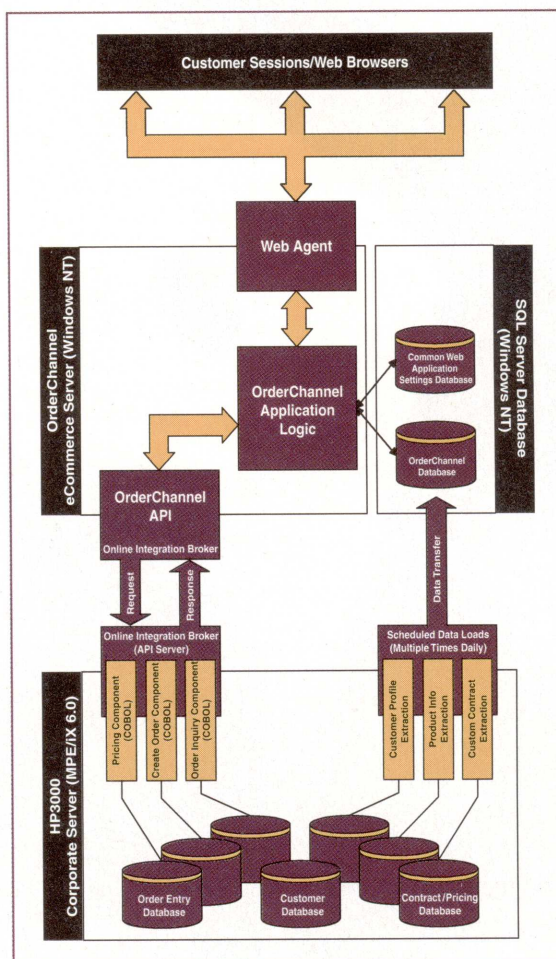 Customer Sessions/Web Browsers
Web Agent
OrderChannel
eCommerce Server (Windows NT)
SQL Server Database
(Windows NT)
OrderChannel
Application
Logic
Common Web
Application
Settings Database
OrderChannel
Database
OrderChannel
API
Online Integration Broker
Request
Response
Data Transfer
Online Integration Broker
(API Server)
Scheduled Data Loads
(Multiple Times Daily)
HP3000
Corporate Server (MPE/IX 6.0)
Pricing Component
(COBOL)
Create Order Component
(COBOL)
Order Inquiry Component
(COBOL)
Customer Profile
Extraction
Product Info
Extraction
Custom Contract
Extraction
Order Entry
Database
Customer
Database
Contract/Pricing
Database